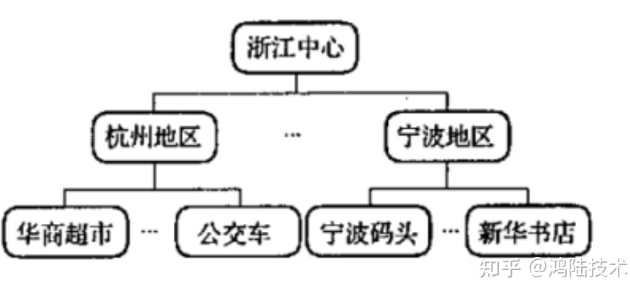 浙江中心
杭州地区 ... 宁波地区
华商超市 ... 公交车 宁波码头 ... 新华书店
知乎 @鸿陆技术